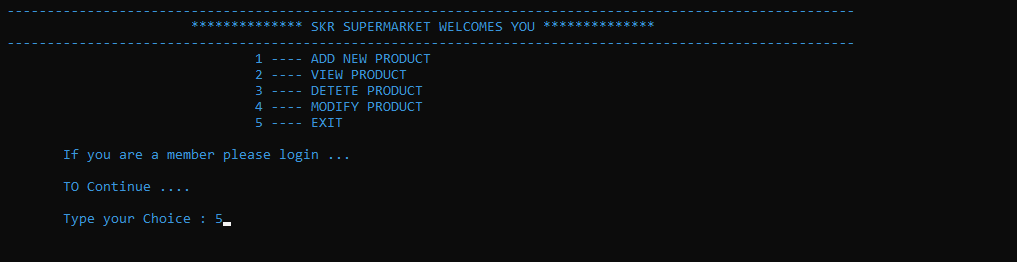 ----------------------------------------------------------------------------------------------------------
************** SKR SUPERMARKET WELCOMES YOU **************
----------------------------------------------------------------------------------------------------------
1 ---- ADD NEW PRODUCT
2 ---- VIEW PRODUCT
3 ---- DETETE PRODUCT
4 ---- MODIFY PRODUCT
5 ---- EXIT
If you are a member please login ...
TO Continue ....
Type your Choice : 5